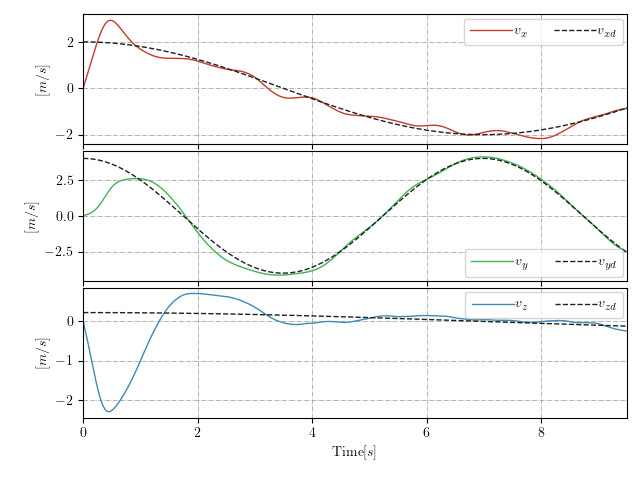 2
0
−2
[m/s]
v_x v_xd
2.5
0.0
−2.5
[m/s]
v_y v_yd
0
−1
−2
[m/s]
v_z v_zd
0 2 4 6 8
Time[s]